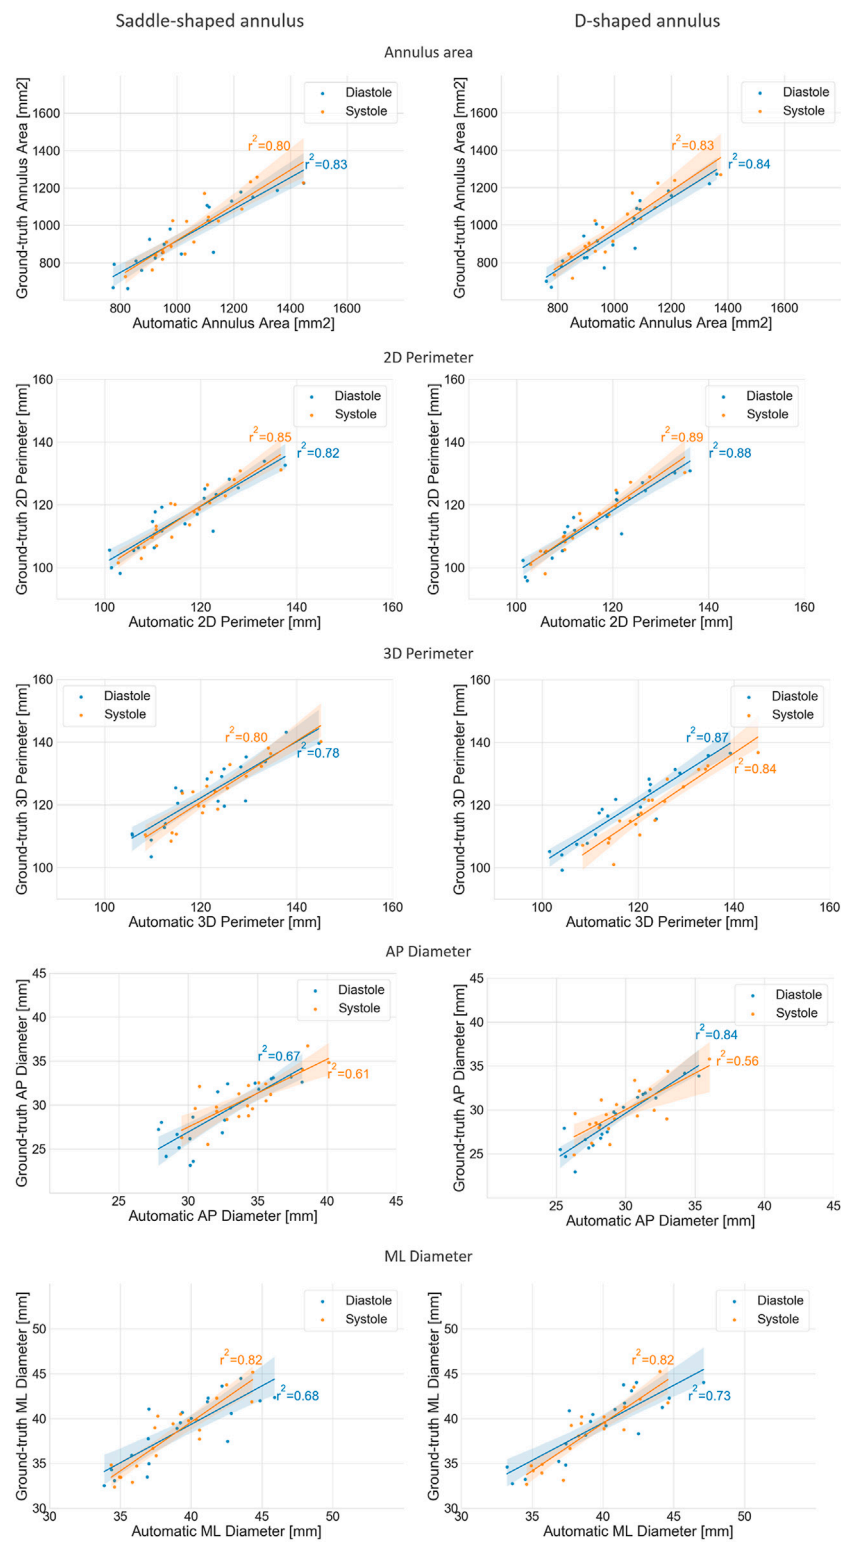 Saddle-shaped annulus
D-shaped annulus
Annulus area
Ground-truth Annulus Area [mm2]
1600
1400
1200
1000
800
Diastole
Systole
r2=0.80
r2=0.83
800 1000 1200 1400 1600
Automatic Annulus Area [mm2]
Ground-truth Annulus Area [mm2]
1600
1400
1200
1000
800
Diastole
Systole
r2=0.83
r2=0.84
800 1000 1200 1400 1600
Automatic Annulus Area [mm2]
2D Perimeter
Ground-truth 2D Perimeter [mm]
160
140
120
100
Diastole
Systole
r2=0.85
r2=0.82
100 120 140 160
Automatic 2D Perimeter [mm]
Ground-truth 2D Perimeter [mm]
160
140
120
100
Diastole
Systole
r2=0.89
r2=0.88
100 120 140 160
Automatic 2D Perimeter [mm]
3D Perimeter
Ground-truth 3D Perimeter [mm]
160
140
120
100
Diastole
Systole
r2=0.80
r2=0.78
100 120 140 160
Automatic 3D Perimeter [mm]
Ground-truth 3D Perimeter [mm]
160
140
120
100
Diastole
Systole
r2=0.87
r2=0.84
100 120 140 160
Automatic 3D Perimeter [mm]
AP Diameter
Ground-truth AP Diameter [mm]
45
40
35
30
25
Diastole
Systole
r2=0.67
r2=0.61
25 30 35 40 45
Automatic AP Diameter [mm]
Ground-truth AP Diameter [mm]
45
40
35
30
25
Diastole
Systole
r2=0.84
r2=0.56
25 30 35 40 45
Automatic AP Diameter [mm]
ML Diameter
Ground-truth ML Diameter [mm]
50
45
40
35
30
Diastole
Systole
r2=0.82
r2=0.68
30 35 40 45 50
Automatic ML Diameter [mm]
Ground-truth ML Diameter [mm]
50
45
40
35
30
Diastole
Systole
r2=0.82
r2=0.73
30 35 40 45 50
Automatic ML Diameter [mm]